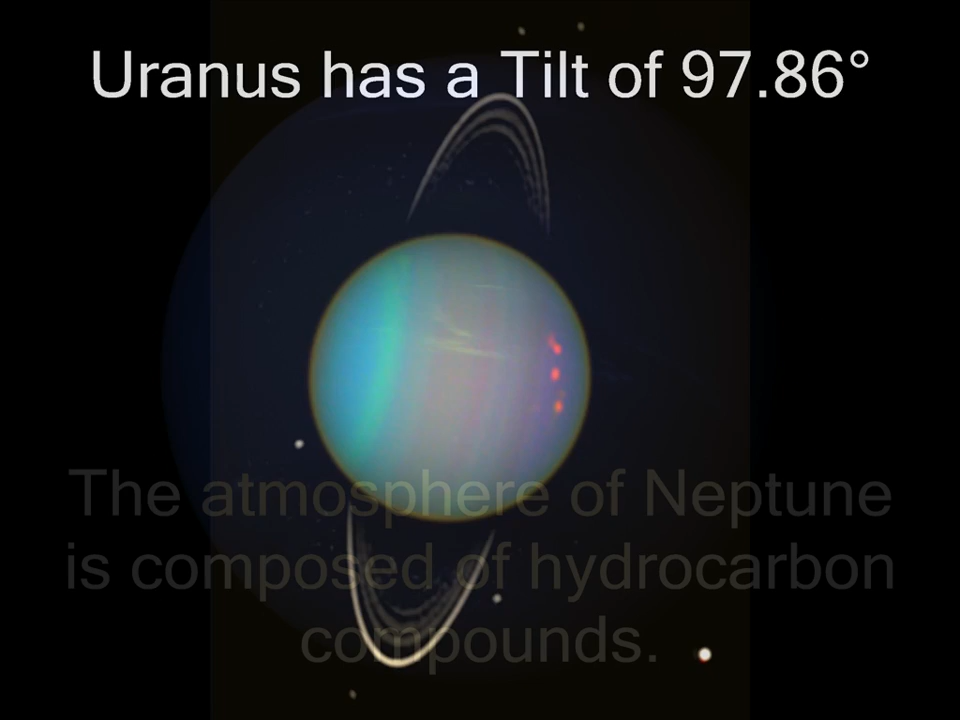 Uranus has a Tilt of 97.86°
The atmosphere of Neptune
is composed of hydrocarbon
compounds.